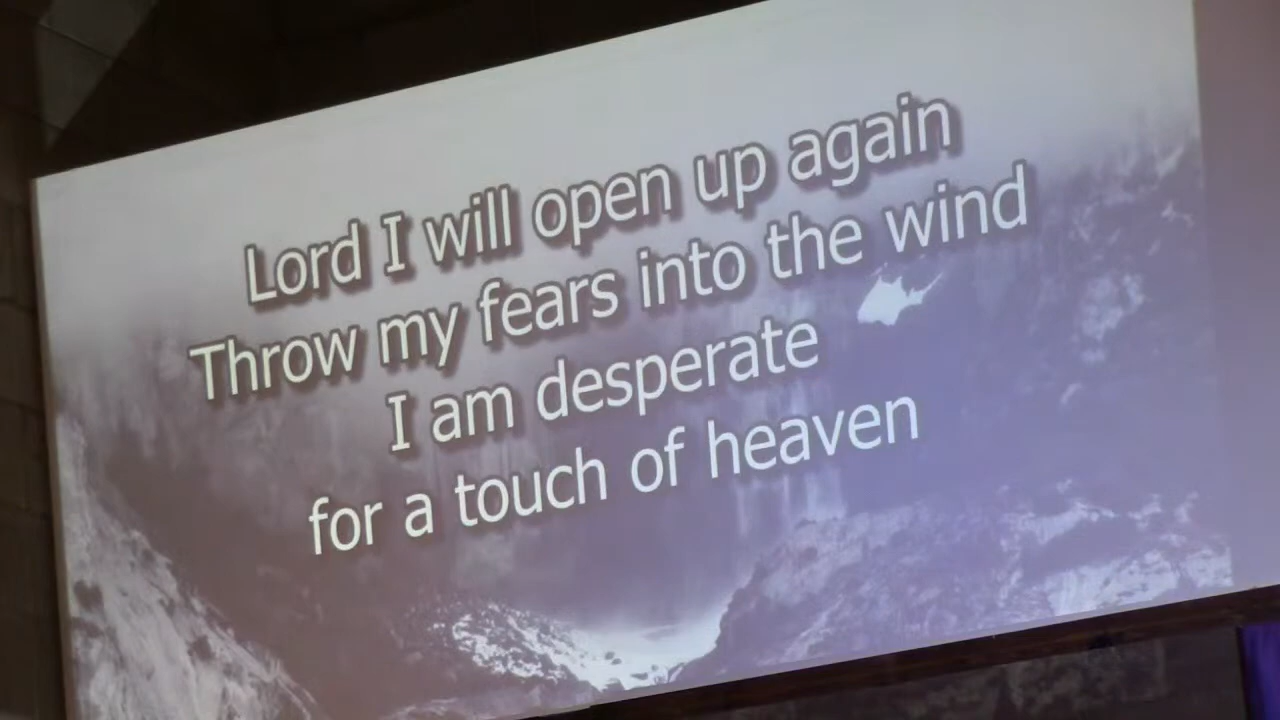 Lord I will open up again
Throw my fears into the wind
I am desperate
for a touch of heaven